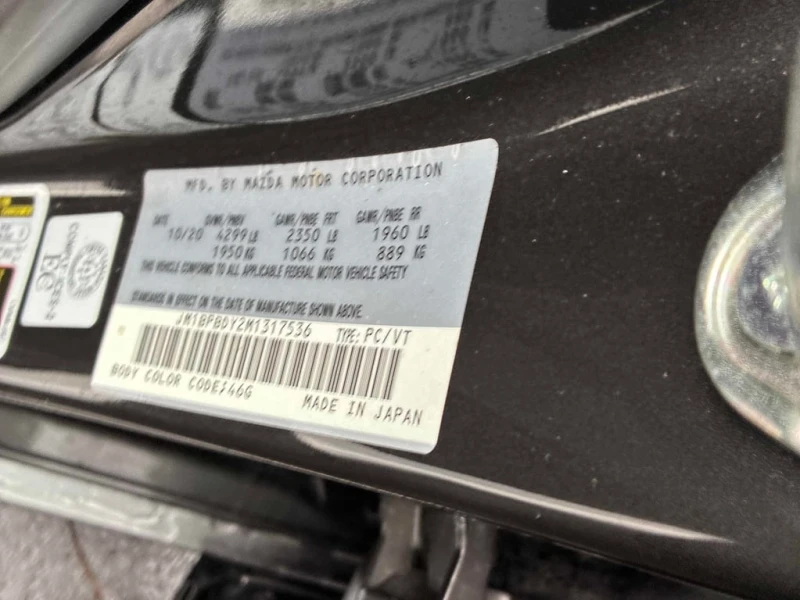 MFD. BY MAZDA MOTOR CORPORATION
DATE GVWR/PNBV GAWR/PNBE FRT GAWR/PNBE RR
10/20 4299 LB 2350 LB 1960 LB
1950 KG 1066 KG 889 KG
THIS VEHICLE CONFORMS TO ALL APPLICABLE FEDERAL MOTOR VEHICLE SAFETY
STANDARDS IN EFFECT ON THE DATE OF MANUFACTURE SHOWN ABOVE.
JM1BPBDY2M1317536 TYPE: PC/VT
BODY COLOR CODE: 46G
MADE IN JAPAN
EC